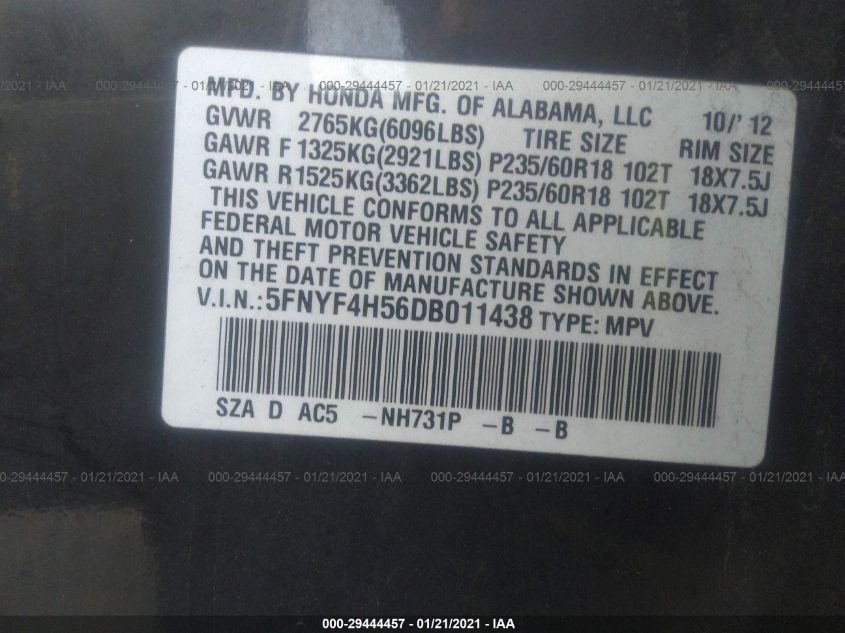 MFD. BY HONDA MFG. OF ALABAMA, LLC 10/'12
GVWR 2765KG(6096LBS) TIRE SIZE RIM SIZE
GAWR F 1325KG(2921LBS) P235/60R18 102T 18X7.5J
GAWR R1525KG(3362LBS) P235/60R18 102T 18X7.5J
THIS VEHICLE CONFORMS TO ALL APPLICABLE
FEDERAL MOTOR VEHICLE SAFETY
AND THEFT PREVENTION STANDARDS IN EFFECT
ON THE DATE OF MANUFACTURE SHOWN ABOVE.
V.I.N.:5FNYF4H56DB011438 TYPE: MPV
SZA D AC5 -NH731P -B -B
000-29444457 - 01/21/2021 - IAA